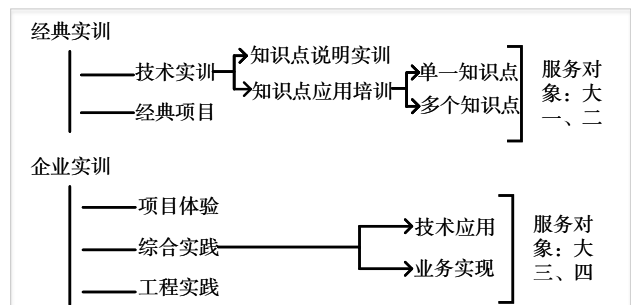 经典实训
知识点说明实训
技术实训
知识点应用培训
单一知识点
多个知识点
经典项目
服务对
象：大
一、二
企业实训
项目体验
综合实践
技术应用
业务实现
工程实践
服务对
象：大
三、四